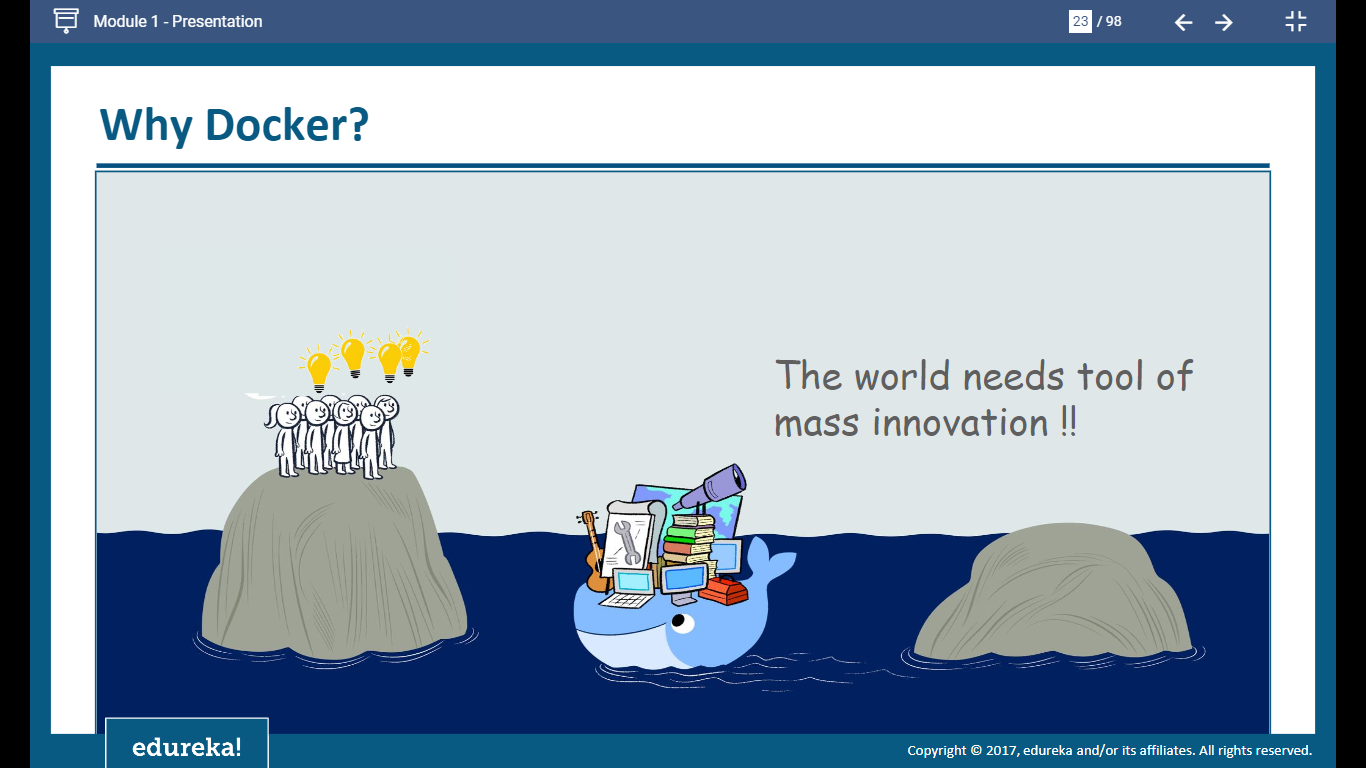 Module 1 - Presentation
23 / 98
Why Docker?
The world needs tool of
mass innovation !!
edureka!
Copyright © 2017, edureka and/or its affiliates. All rights reserved.